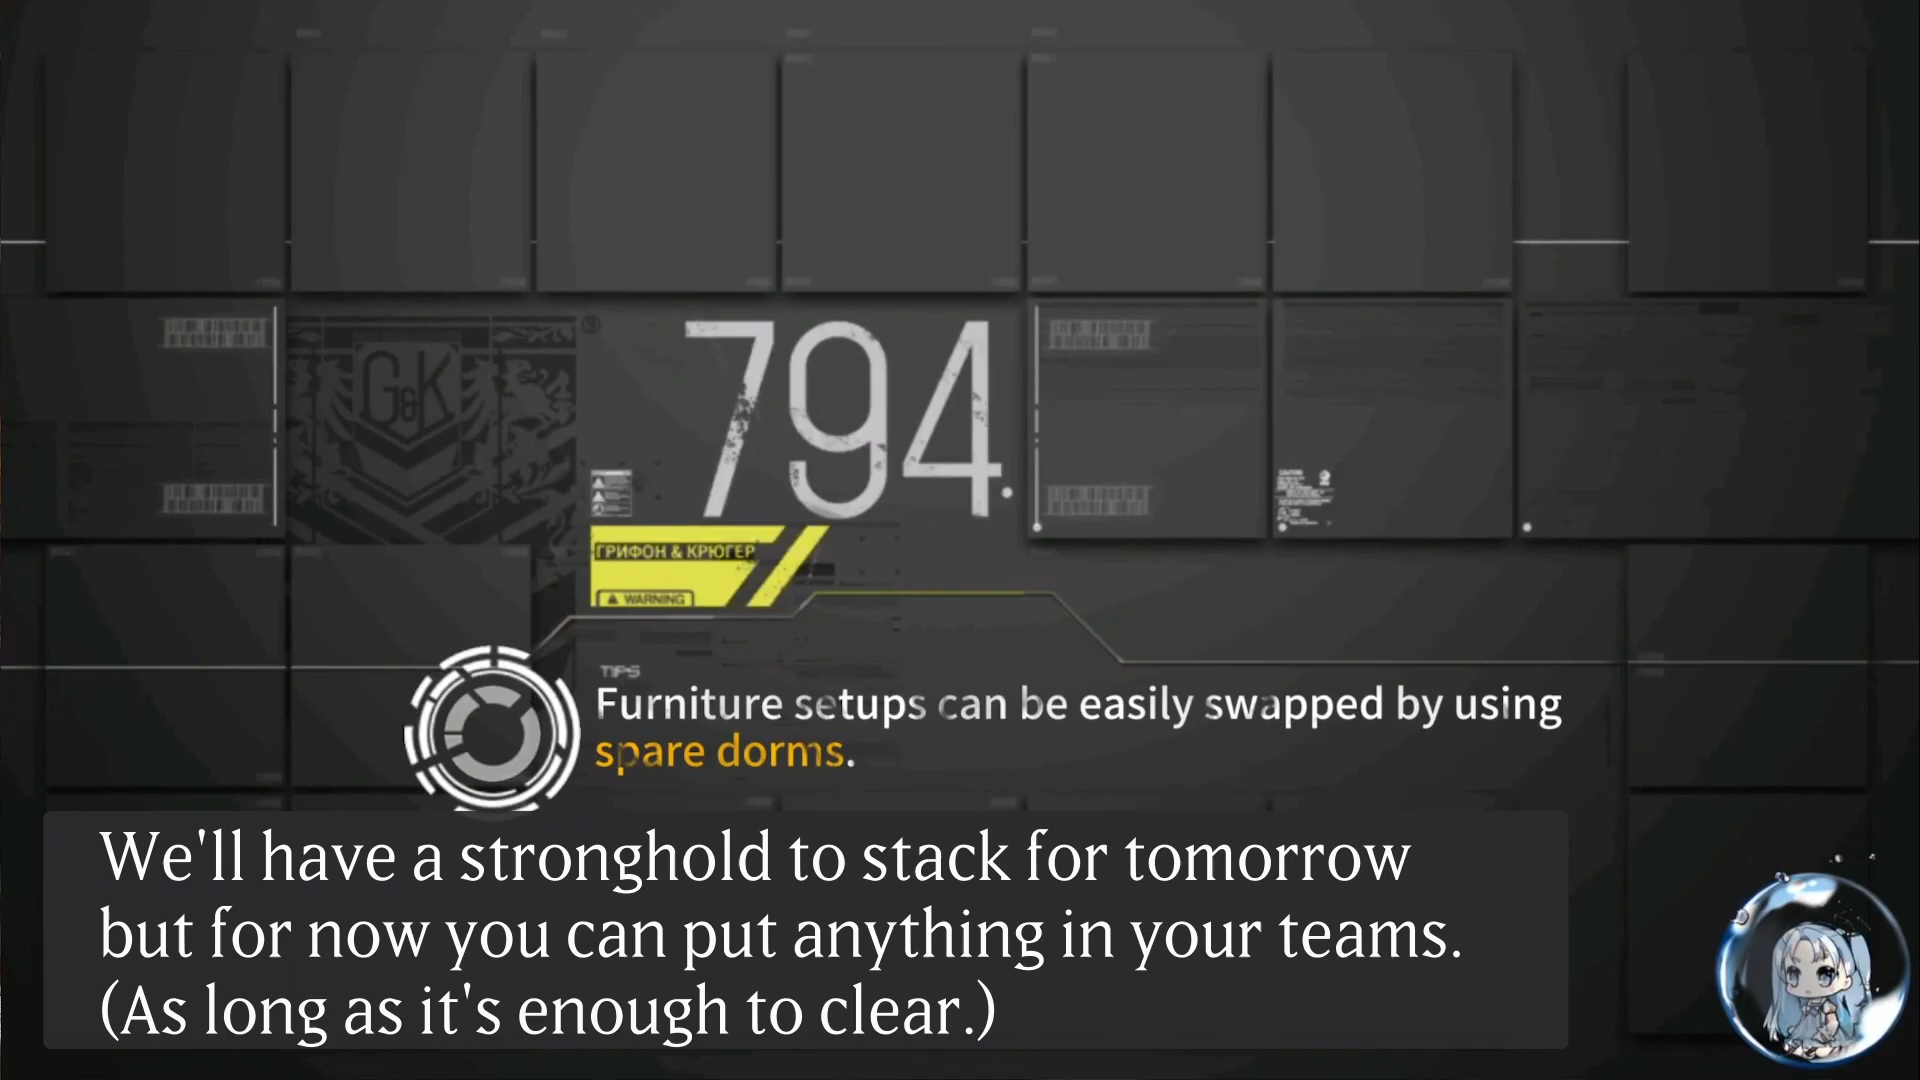 G&K
794.
ГРИФОН & КРЮГЕР
WARNING
TIPS
Furniture setups can be easily swapped by using
spare dorms.
We'll have a stronghold to stack for tomorrow
but for now you can put anything in your teams.
(As long as it's enough to clear.)